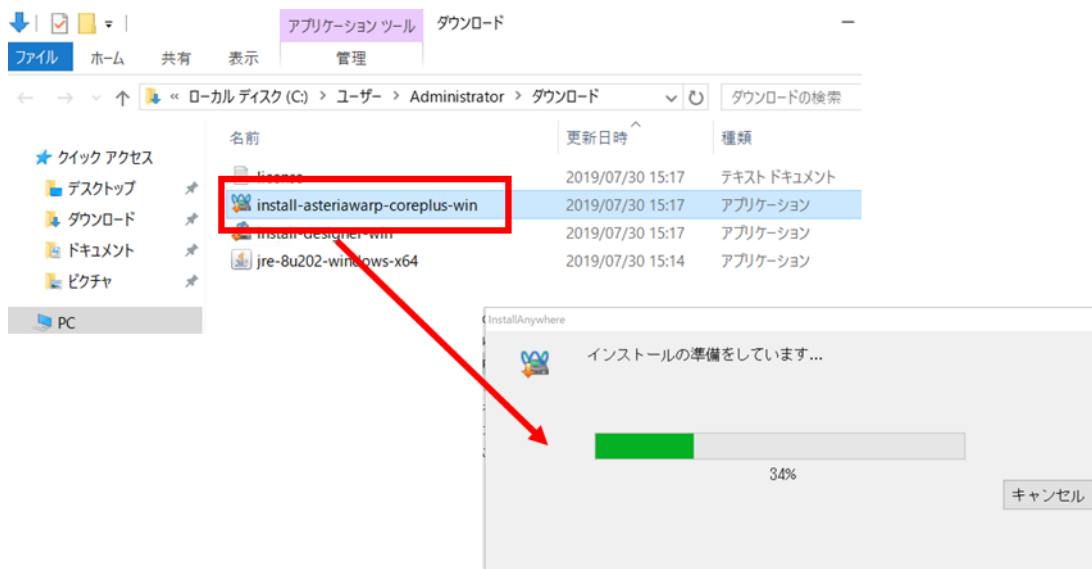 アプリケーション ツール
ダウンロード
ファイル
ホーム
共有
表示
管理
« ローカル ディスク (C:) > ユーザー > Administrator > ダウンロード
ダウンロードの検索
名前
更新日時
種類
クイック アクセス
デスクトップ
ダウンロード
ドキュメント
ピクチャ
PC
license 2019/07/30 15:17 テキスト ドキュメント
install-asteriawarp-coreplus-win 2019/07/30 15:17 アプリケーション
install-designer-win 2019/07/30 15:17 アプリケーション
jre-8u202-windows-x64 2019/07/30 15:14 アプリケーション
InstallAnywhere
インストールの準備をしています...
34%
キャンセル